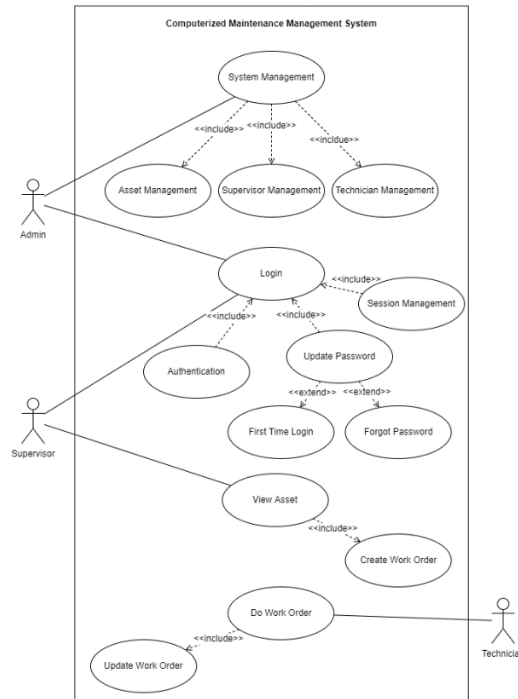 Computerized Maintenance Management System
System Management
<<include>>
<<include>>
<<incldue>>
Asset Management
Supervisor Management
Technician Management
Admin
Login
<<include>>
Session Management
<<include>>
<<include>>
Update Password
Authentication
<<extend>>
<<extend>>
First Time Login
Forgot Password
Supervisor
View Asset
<<include>>
Create Work Order
Do Work Order
<<include>>
Update Work Order
Technicia